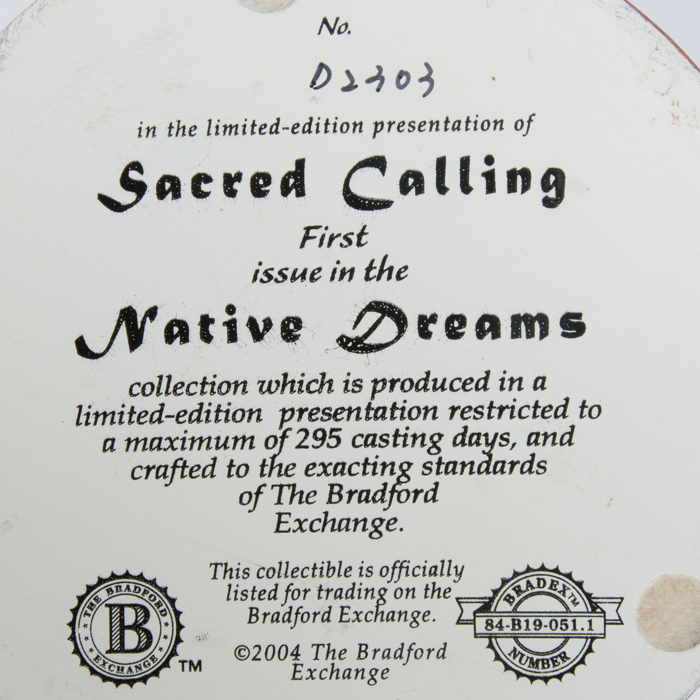 No.
D2303
in the limited-edition presentation of
Sacred Calling
First
issue in the
Native Dreams
collection which is produced in a
limited-edition presentation restricted to
a maximum of 295 casting days, and
crafted to the exacting standards
of The Bradford
Exchange.
This collectible is officially
listed for trading on the
Bradford Exchange.
©2004 The Bradford
Exchange
THE BRADFORD
B
EXCHANGE
TM
BRADEX™
84-B19-051.1
NUMBER